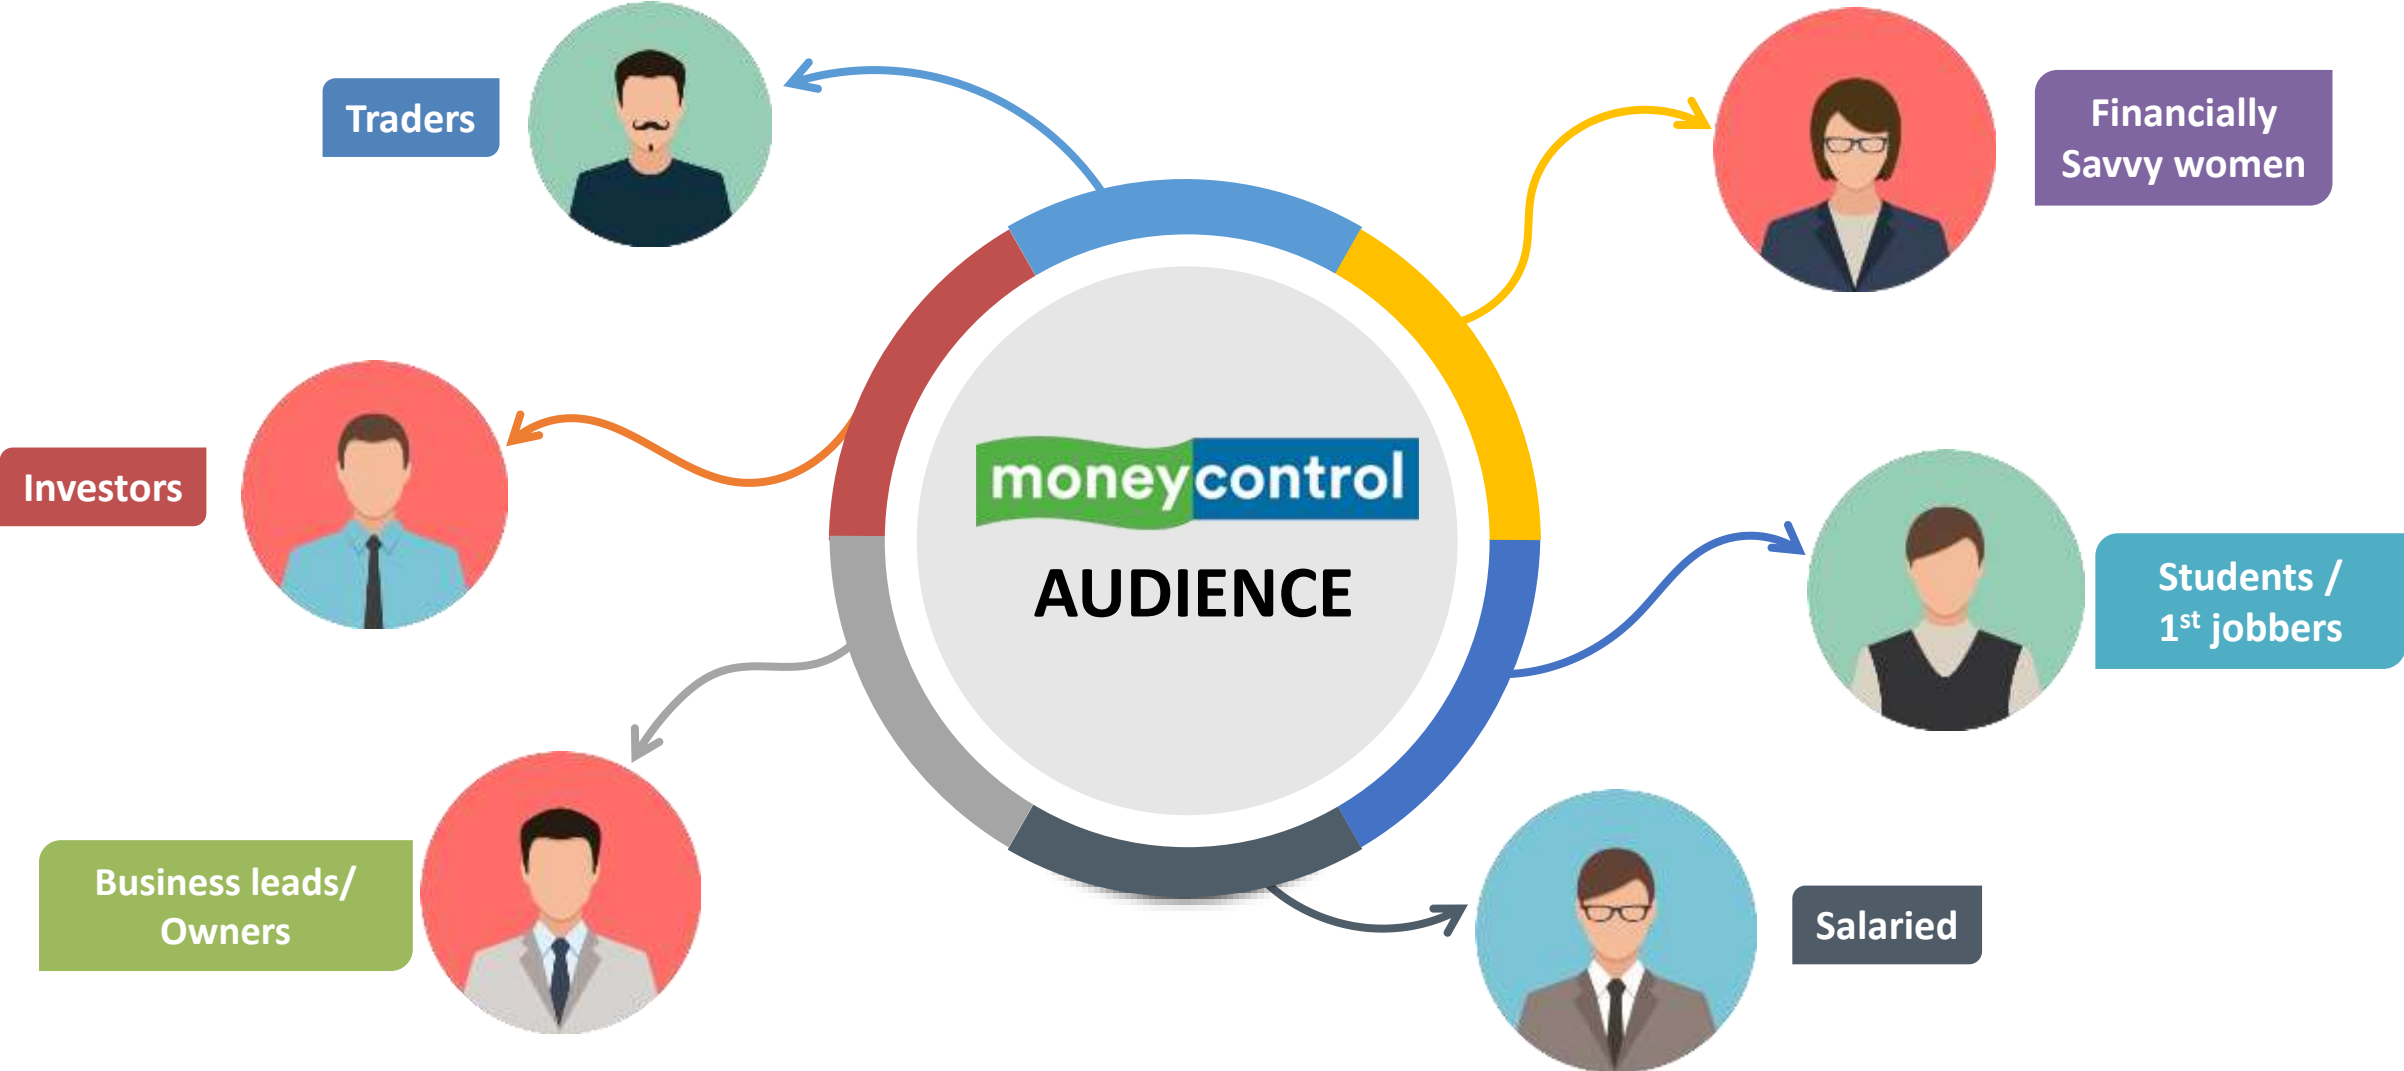 Traders
Financially
Savvy women
moneycontrol
AUDIENCE
Investors
Students /
1st jobbers
Business leads/
Owners
Salaried